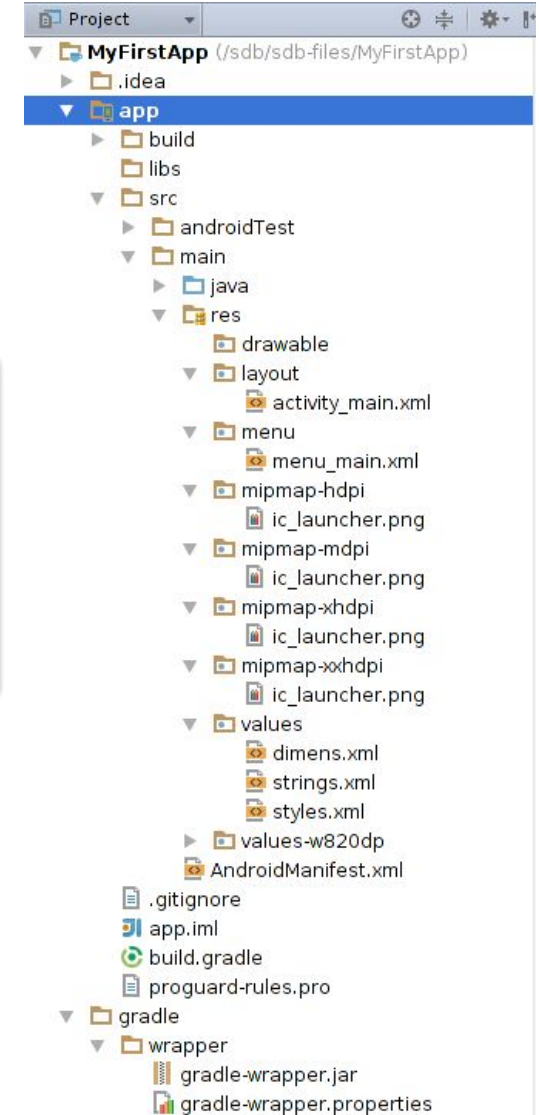 Project
MyFirstApp (/sdb/sdb-files/MyFirstApp)
.idea
app
build
libs
src
androidTest
main
java
res
drawable
layout
activity_main.xml
menu
menu_main.xml
mipmap-hdpi
ic_launcher.png
mipmap-mdpi
ic_launcher.png
mipmap-xhdpi
ic_launcher.png
mipmap-xxhdpi
ic_launcher.png
values
dimens.xml
strings.xml
styles.xml
values-w820dp
AndroidManifest.xml
.gitignore
app.iml
build.gradle
proguard-rules.pro
gradle
wrapper
gradle-wrapper.jar
gradle-wrapper.properties